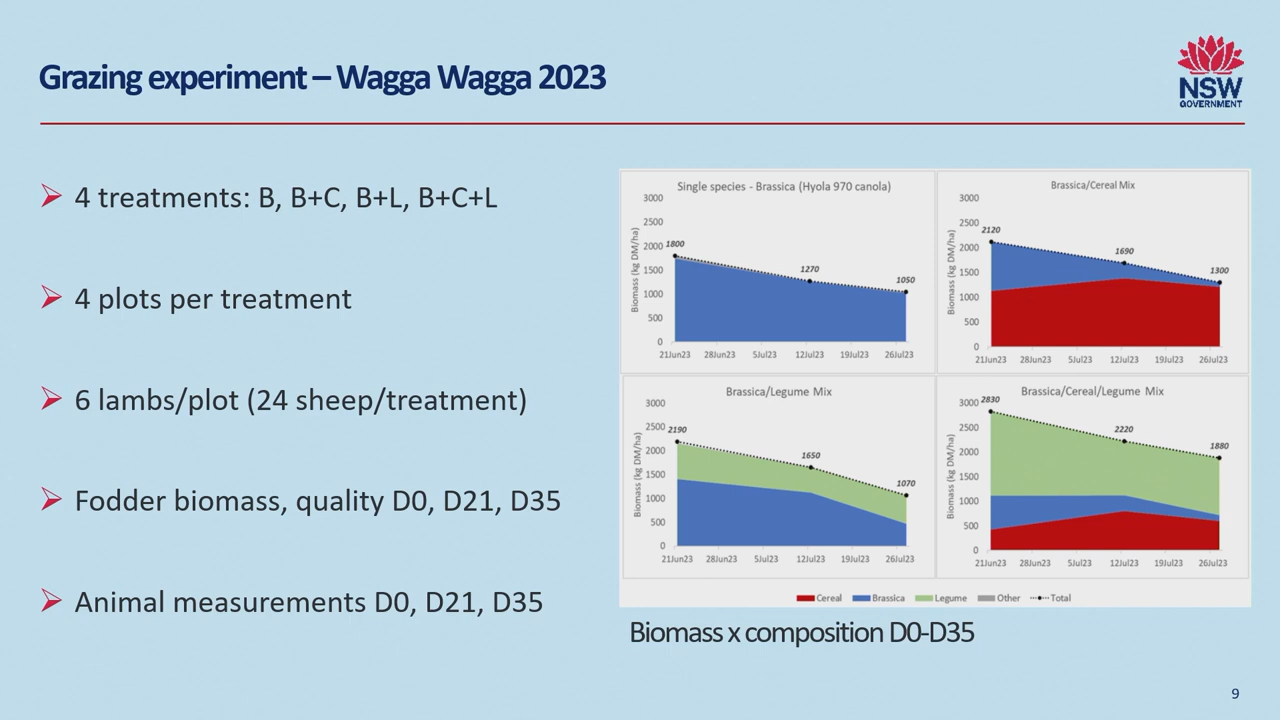 Grazing experiment – Wagga Wagga 2023
NSW
GOVERNMENT
4 treatments: B, B+C, B+L, B+C+L
4 plots per treatment
6 lambs/plot (24 sheep/treatment)
Fodder biomass, quality D0, D21, D35
Animal measurements D0, D21, D35
Single species - Brassica (Hyola 970 canola)
Biomass (kg DM/ha)
3000
2500
2000
1500
1000
500
0
1800
1270
1050
21Jun23 28Jun23 5Jul23 12Jul23 19Jul23 26Jul23
Brassica/Cereal Mix
Biomass (kg DM/ha)
3000
2500
2000
1500
1000
500
0
2120
1690
1300
21Jun23 28Jun23 5Jul23 12Jul23 19Jul23 26Jul23
Brassica/Legume Mix
Biomass (kg DM/ha)
3000
2500
2000
1500
1000
500
0
2190
1650
1070
21Jun23 28Jun23 5Jul23 12Jul23 19Jul23 26Jul23
Brassica/Cereal/Legume Mix
Biomass (kg DM/ha)
3000
2500
2000
1500
1000
500
0
2830
2220
1880
21Jun23 28Jun23 5Jul23 12Jul23 19Jul23 26Jul23
Cereal Brassica Legume Other Total
Biomass x composition D0-D35
9